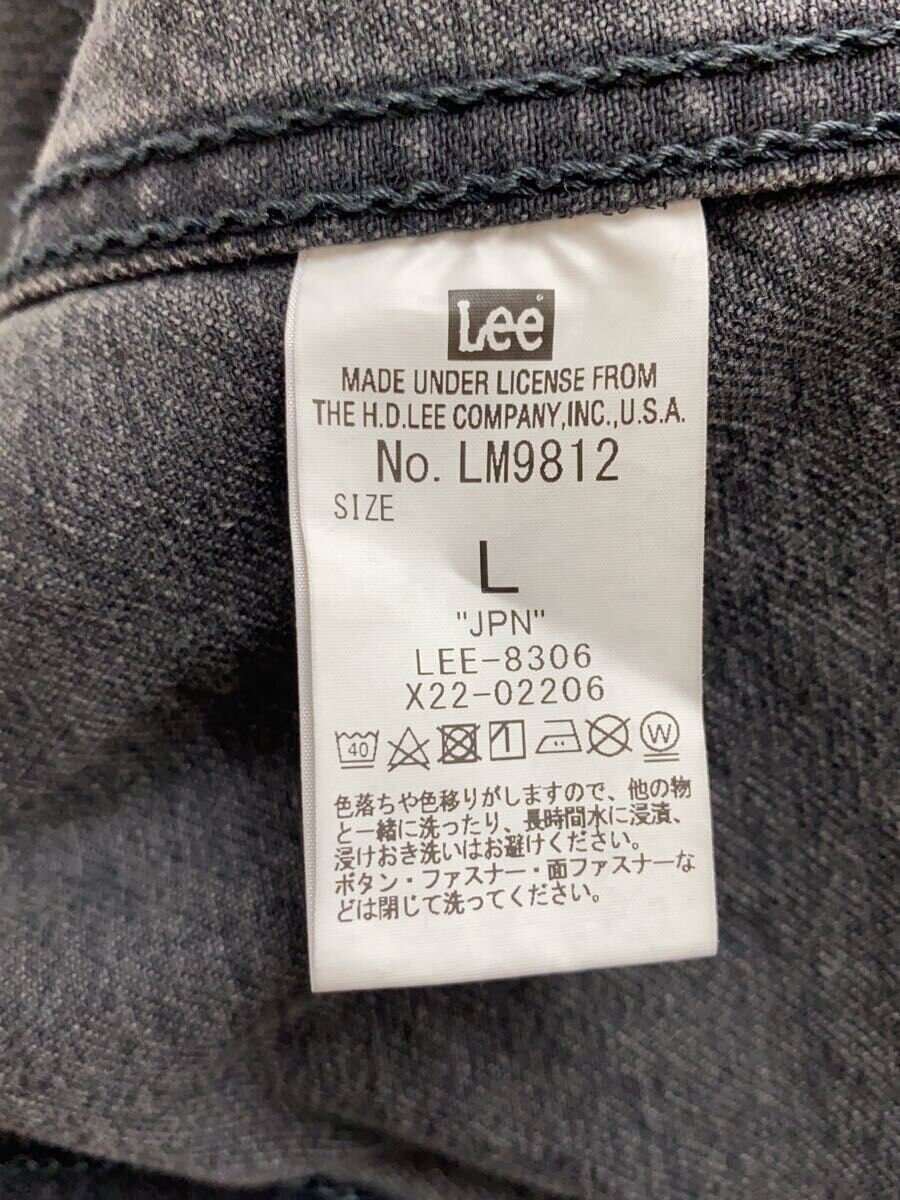 Lee
MADE UNDER LICENSE FROM
THE H.D.LEE COMPANY,INC.,U.S.A.
No. LM9812
SIZE
L
"JPN"
LEE-8306
X22-02206
40
W
色落ちや色移りがしますので、他の物
と一緒に洗ったり、長時間水に浸漬、
浸けおき洗いはお避けください。
ボタン・ファスナー・面ファスナーな
どは閉じて洗ってください。